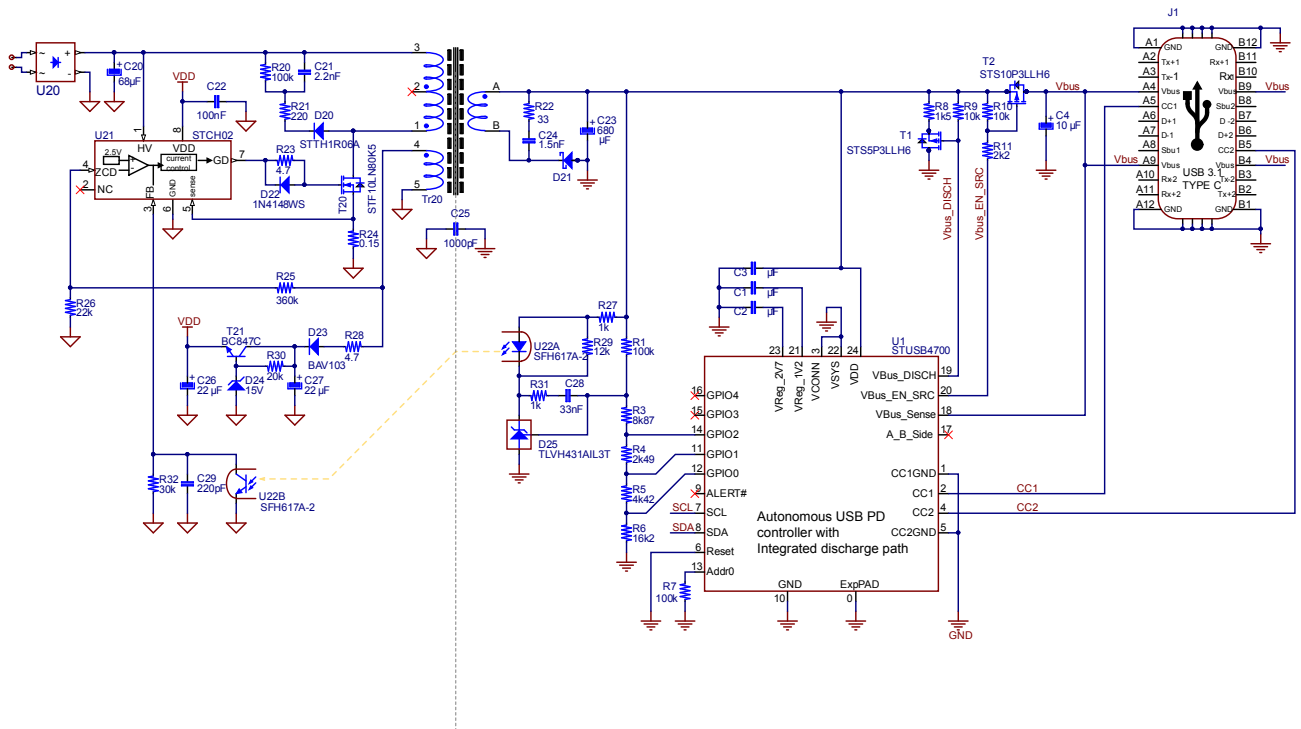 J1
U20
~
~
+
-
+
C20
68µF
R20
100k
C21
2.2nF
VDD
C22
100nF
R21
220
D20
STTH1R06A
U21
STCH02
1
8
HV
VDD
2.5V
+
-
current
control
GD
7
4
ZCD
2
NC
FB
GND
sense
3
6
5
R23
4.7
D22
1N4148WS
T20
STF10LN80K5
R24
0.15
3
2
1
4
5
A
B
Tr20
C25
1000pF
R22
33
C24
1.5nF
D21
C23
680
µF
T2
STS10P3LLH6
R8
1k5
R9
10k
R10
10k
T1
STS5P3LLH6
R11
2k2
C4
10 µF
Vbus
Vbus_DISCH
Vbus_EN_SRC
A1
GND
A2
Tx+1
A3
Tx-1
A4
Vbus
A5
CC1
A6
D+1
A7
D-1
A8
Sbu1
A9
Vbus
A10
Rx2
A11
Rx+2
A12
GND
GND
B12
Rx+1
B11
Rx
B10
Vbus
B9
Sbu2
B8
D -2
B7
D+2
B6
CC2
B5
Vbus
B4
Tx-2
B3
Tx+2
B2
GND
B1
USB 3.1
TYPE C
Vbus
Vbus
Vbus
R25
360k
R26
22k
VDD
T21
BC847C
D23
BAV103
R28
4.7
R30
20k
C26
22 µF
D24
15V
C27
22 µF
R32
30k
C29
220pF
U22B
SFH617A-2
R27
1k
U22A
SFH617A-2
R29
12k
R1
100k
R31
1k
C28
33nF
D25
TLVH431AIL3T
R3
8k87
R4
2k49
R5
4k42
R6
16k2
C3
µF
C1
µF
C2
µF
U1
STUSB4700
23
21
3
22
24
VReg_2V7
VReg_1V2
VCONN
VSYS
VDD
16
GPIO4
15
GPIO3
14
GPIO2
11
GPIO1
12
GPIO0
9
ALERT#
SCL
7
SCL
SDA
8
SDA
6
Reset
13
Addr0
R7
100k
VBus_DISCH
19
VBus_EN_SRC
20
VBus_Sense
18
A_B_Side
17
CC1GND
1
CC1
2
CC1
CC2
4
CC2
CC2GND
5
Autonomous USB PD
controller with
Integrated discharge path
GND
ExpPAD
10
0
GND